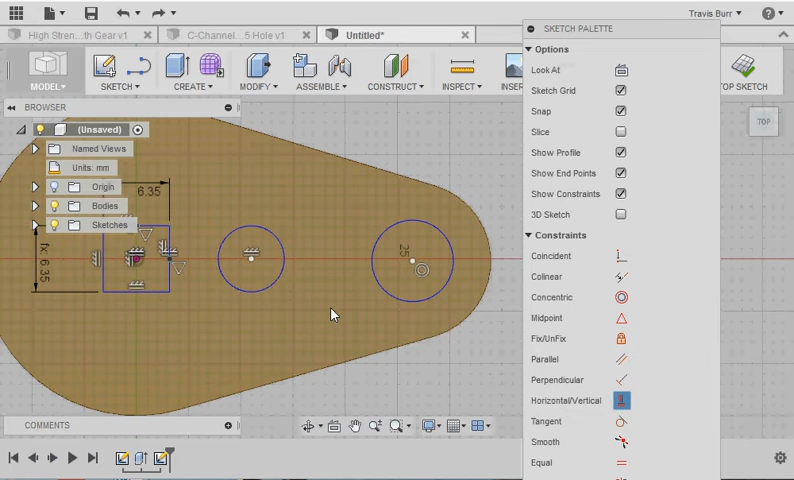 Travis Burr
High Stren...th Gear v1
C-Channel....5 Hole v1
Untitled*
MODEL
SKETCH
CREATE
MODIFY
ASSEMBLE
CONSTRUCT
INSPECT
INSER
TOP SKETCH
BROWSER
(Unsaved)
Named Views
Units: mm
Origin
Bodies
Sketches
6.35
fx: 6.35
25
TOP
SKETCH PALETTE
Options
Look At
Sketch Grid
Snap
Slice
Show Profile
Show End Points
Show Constraints
3D Sketch
Constraints
Coincident
Colinear
Concentric
Midpoint
Fix/UnFix
Parallel
Perpendicular
Horizontal/Vertical
Tangent
Smooth
Equal
COMMENTS